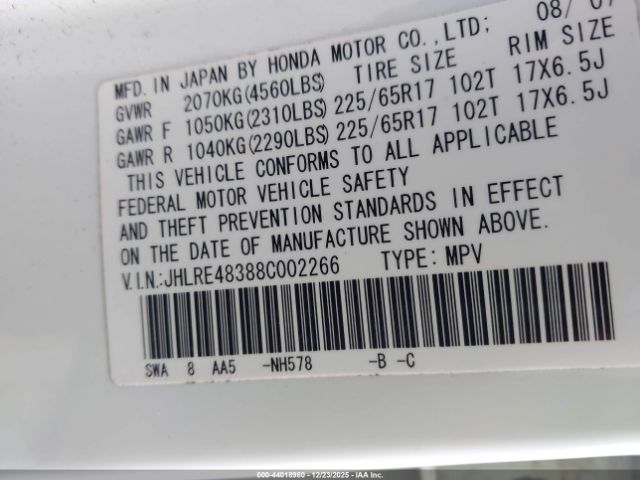 MFD. IN JAPAN BY HONDA MOTOR CO.,LTD; 08/ 07
GVWR 2070KG(4560LBS) TIRE SIZE RIM SIZE
GAWR F 1050KG(2310LBS) 225/65R17 102T 17X6.5J
GAWR R 1040KG(2290LBS) 225/65R17 102T 17X6.5J
THIS VEHICLE CONFORMS TO ALL APPLICABLE
FEDERAL MOTOR VEHICLE SAFETY
AND THEFT PREVENTION STANDARDS IN EFFECT
ON THE DATE OF MANUFACTURE SHOWN ABOVE.
V.I.N.:JHLRE48388C002266 TYPE: MPV
SWA 8 AA5 -NH578 -B -C
000-44018980 - 12/23/2025 - IAA Inc.